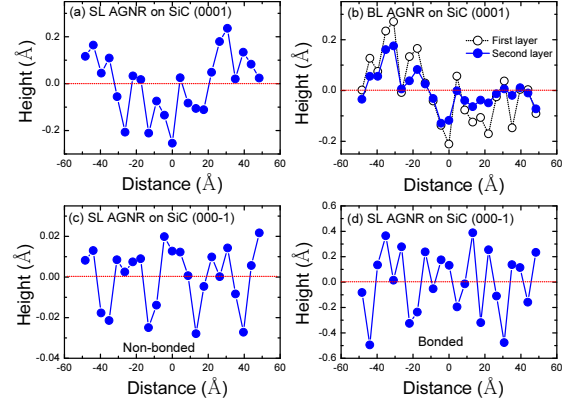 (a) SL AGNR on SiC (0001)
Height (Å)
0.2
0.0
-0.2
-60 -40 -20 0 20 40 60
Distance (Å)
(b) BL AGNR on SiC (0001)
First layer
Second layer
Height (Å)
0.2
0.1
0.0
-0.1
-0.2
-60 -40 -20 0 20 40 60
Distance (Å)
(c) SL AGNR on SiC (000-1)
Height (Å)
0.02
0.00
-0.02
-0.04
Non-bonded
-60 -40 -20 0 20 40 60
Distance (Å)
(d) SL AGNR on SiC (000-1)
Height (Å)
0.6
0.4
0.2
0.0
-0.2
-0.4
-0.6
Bonded
-60 -40 -20 0 20 40 60
Distance (Å)